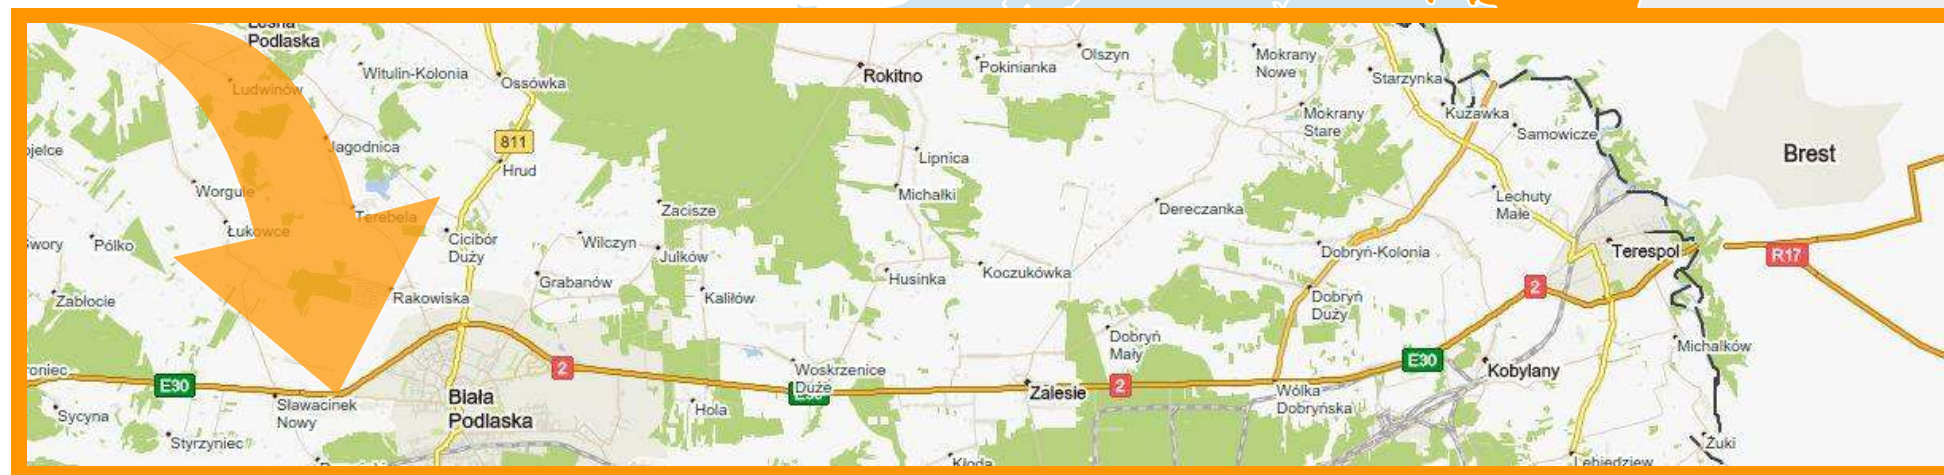 Leśna
Podlaska
Witulin-Kolonia
Ossówka
Ludwinów
Rokitno
Pokinianka
Olszyn
Mokrany
Nowe
Starzynka
Mokrany
Stare
Kuzawka
Samowicze
Brest
811
Jagodnica
Hrud
Lipnica
Michałki
Worgule
Terebela
Łukowce
Półko
Cicibór
Duży
Zacisze
Wilczyn
Julków
Dereczanka
Lechuty
Małe
Dobryń-Kolonia
Terespol
R17
Grabanów
Kaliłów
Husinka
Koczukówka
Zabłocie
Rakowiska
Dobryń
Duży
2
Dobryń
Mały
Michalków
E30
2
Woskrzenice
Duże
E30
Zalesie
2
E30
Kobylany
Wólka
Dobryńska
Sycyna
Sławacinek
Nowy
Biała
Podlaska
Hola
Styrzyniec
Kłoda
Żuki
Lebiedziew